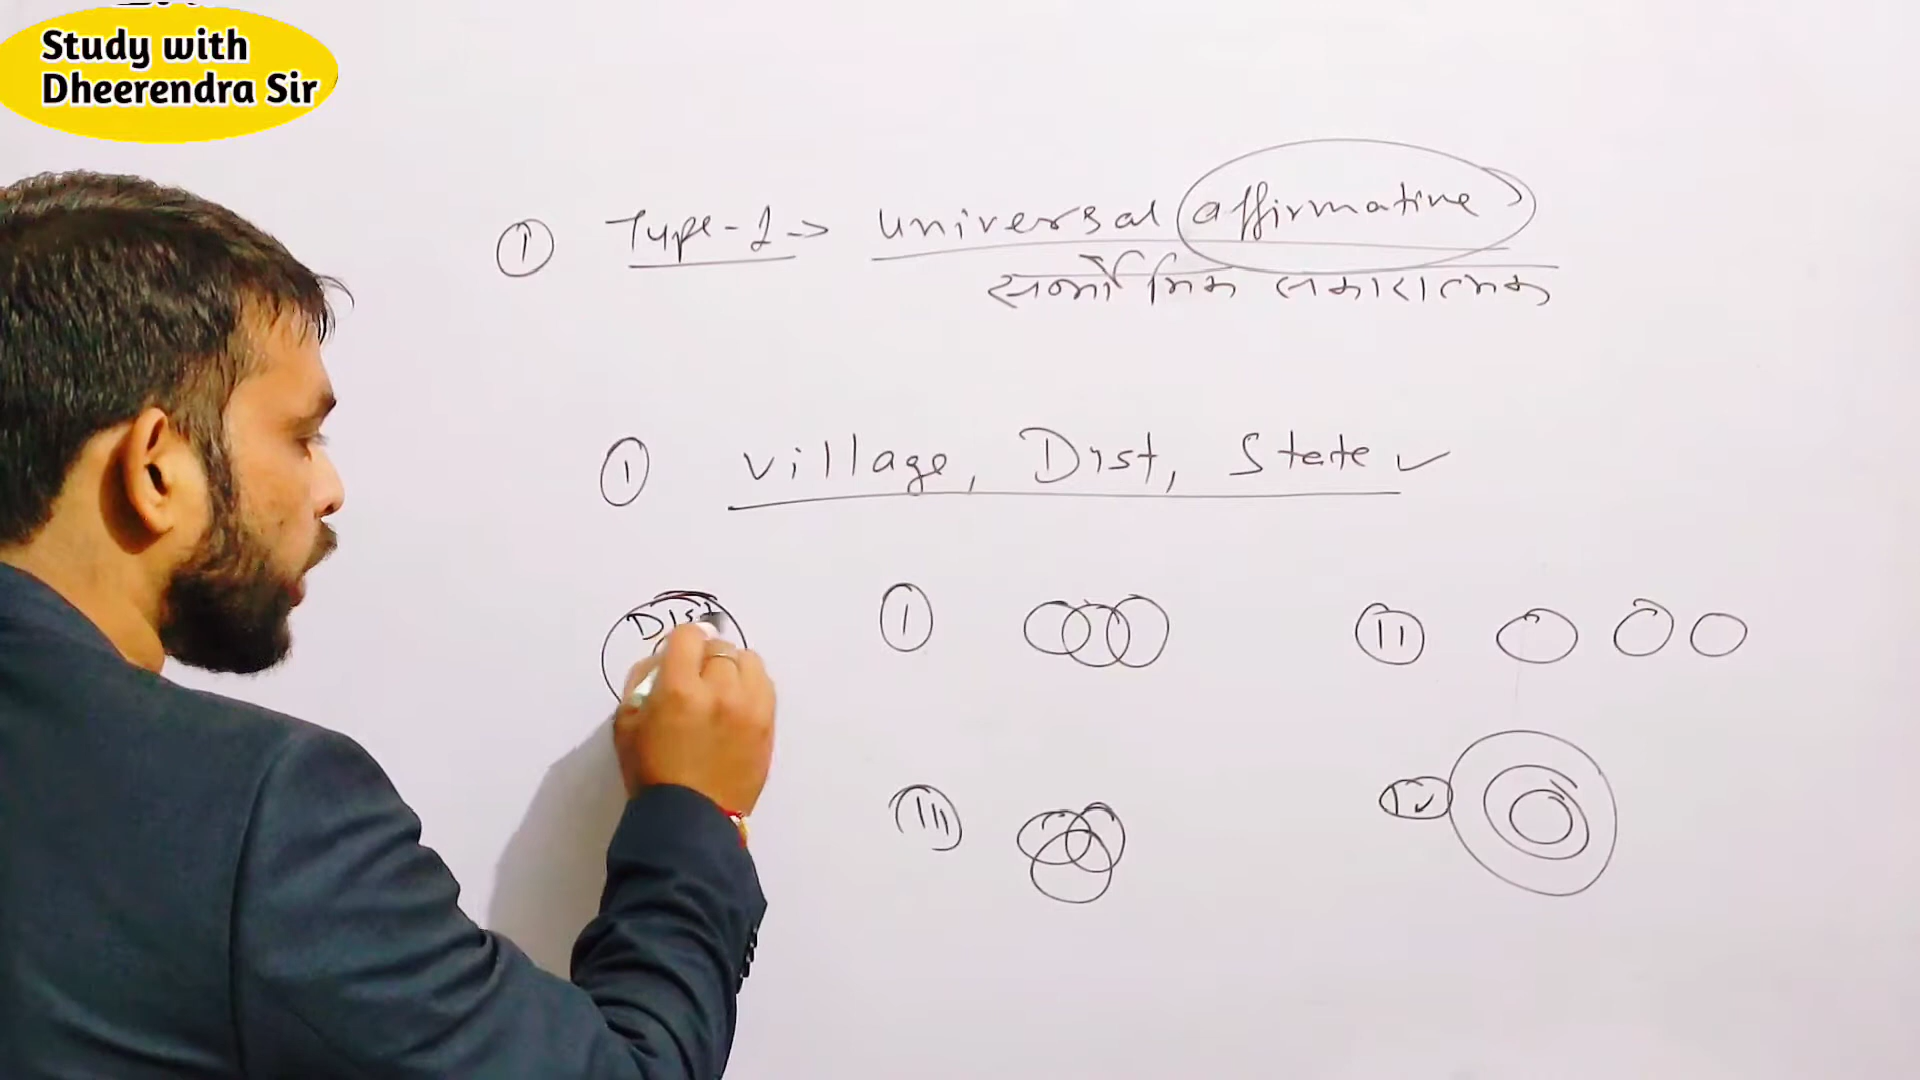 Study with
Dheerendra Sir
① Type-1 → Universal affirmative
सकारात्मक
① Village, Dist, State ✓
Dist
I
II
III
IV